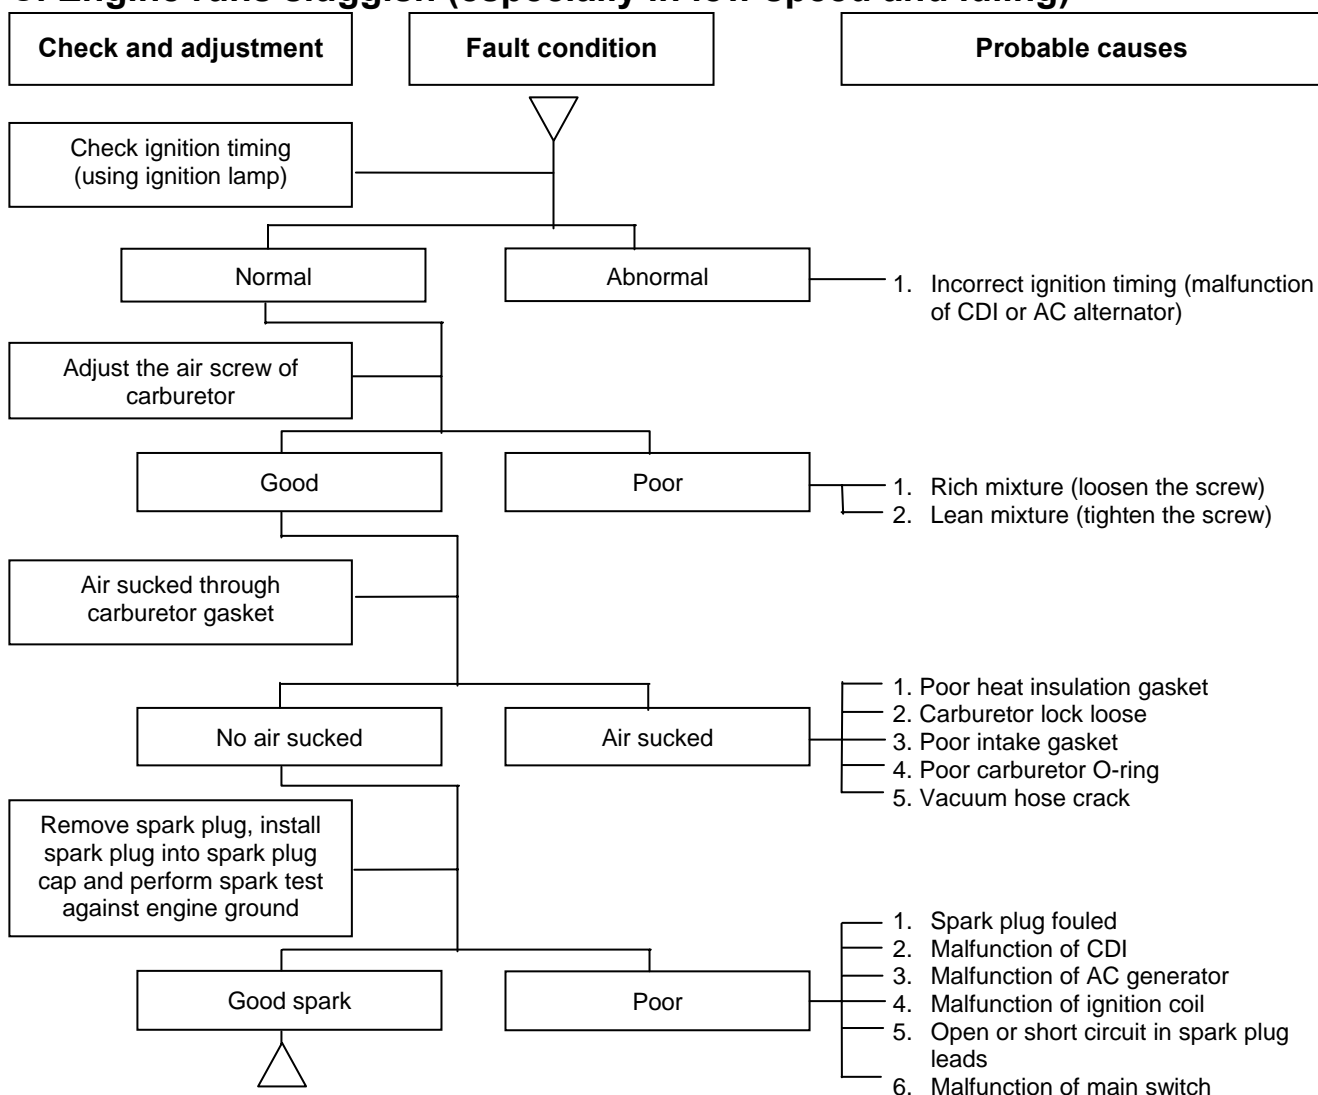 Check and adjustment
Fault condition
Probable causes
Check ignition timing
(using ignition lamp)
Normal
Abnormal
1. Incorrect ignition timing (malfunction
of CDI or AC alternator)
Adjust the air screw of
carburetor
Good
Poor
1. Rich mixture (loosen the screw)
2. Lean mixture (tighten the screw)
Air sucked through
carburetor gasket
No air sucked
Air sucked
1. Poor heat insulation gasket
2. Carburetor lock loose
3. Poor intake gasket
4. Poor carburetor O-ring
5. Vacuum hose crack
Remove spark plug, install
spark plug into spark plug
cap and perform spark test
against engine ground
Good spark
Poor
1. Spark plug fouled
2. Malfunction of CDI
3. Malfunction of AC generator
4. Malfunction of ignition coil
5. Open or short circuit in spark plug
leads
6. Malfunction of main switch